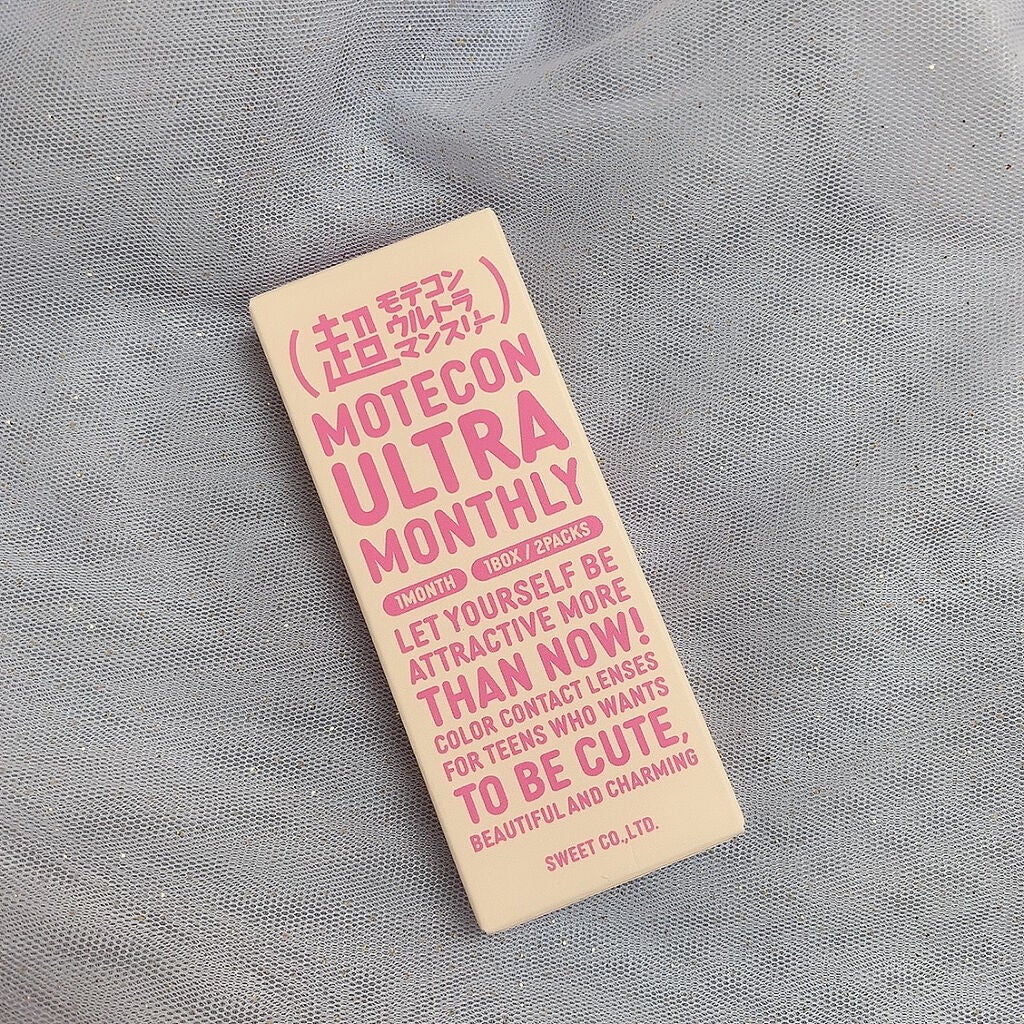 (超モテコン
ウルトラ
マンスリー)
MOTECON
ULTRA
MONTHLY
1MONTH 1BOX / 2PACKS
LET YOURSELF BE
ATTRACTIVE MORE
THAN NOW!
COLOR CONTACT LENSES
FOR TEENS WHO WANTS
TO BE CUTE,
BEAUTIFUL AND CHARMING
SWEET CO.,LTD.